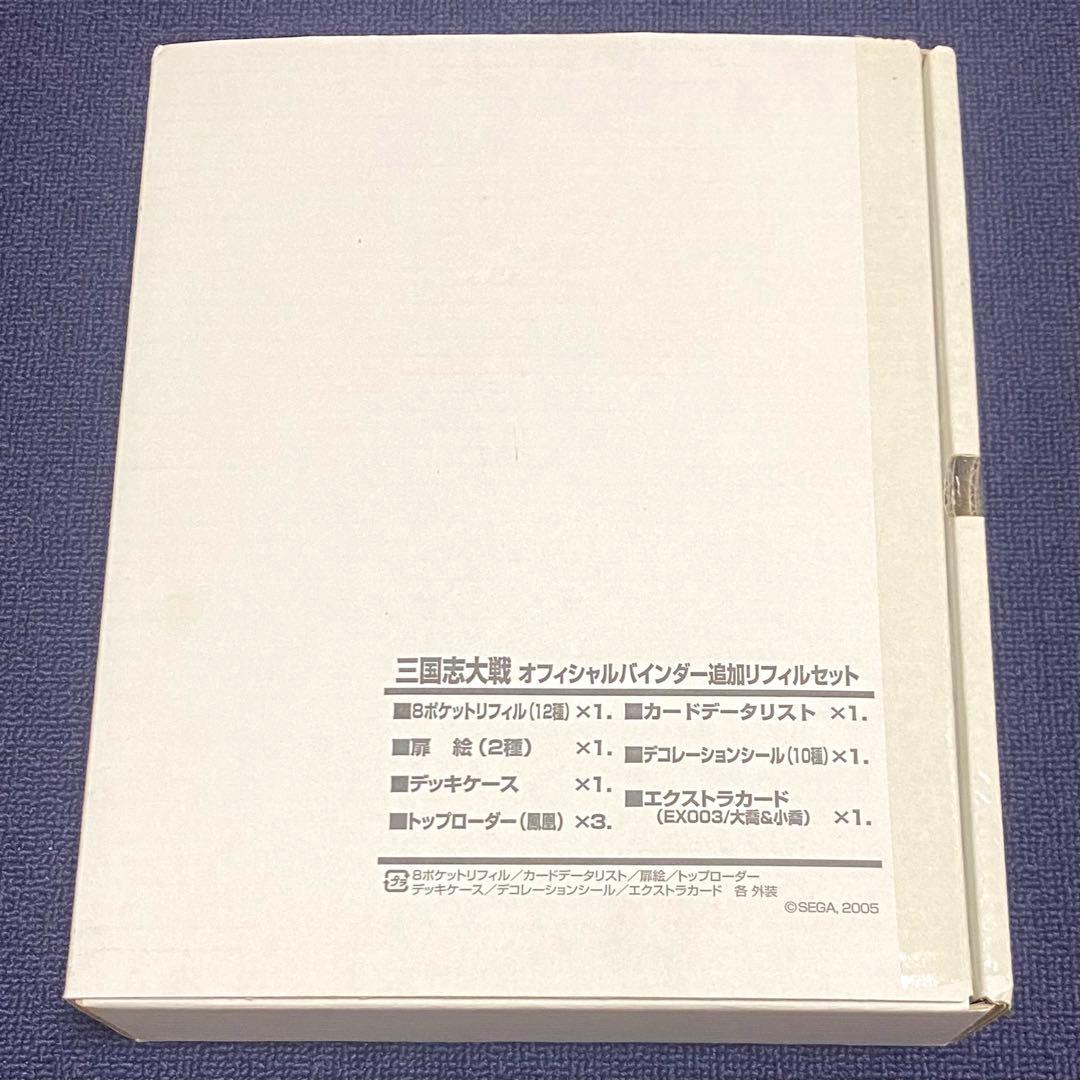 三国志大戦 オフィシャルバインダー追加リフィルセット
■8ポケットリフィル(12種) ×1.
■扉 絵(2種) ×1.
■デッキケース ×1.
■トップローダー(鳳凰) ×3.
■カードデータリスト ×1.
■デコレーションシール(10種)×1.
■エクストラカード
(EX003/大喬&小喬) ×1.
プラ 8ポケットリフィル/カードデータリスト/扉絵/トップローダー
デッキケース/デコレーションシール/エクストラカード 各 外装
©SEGA, 2005